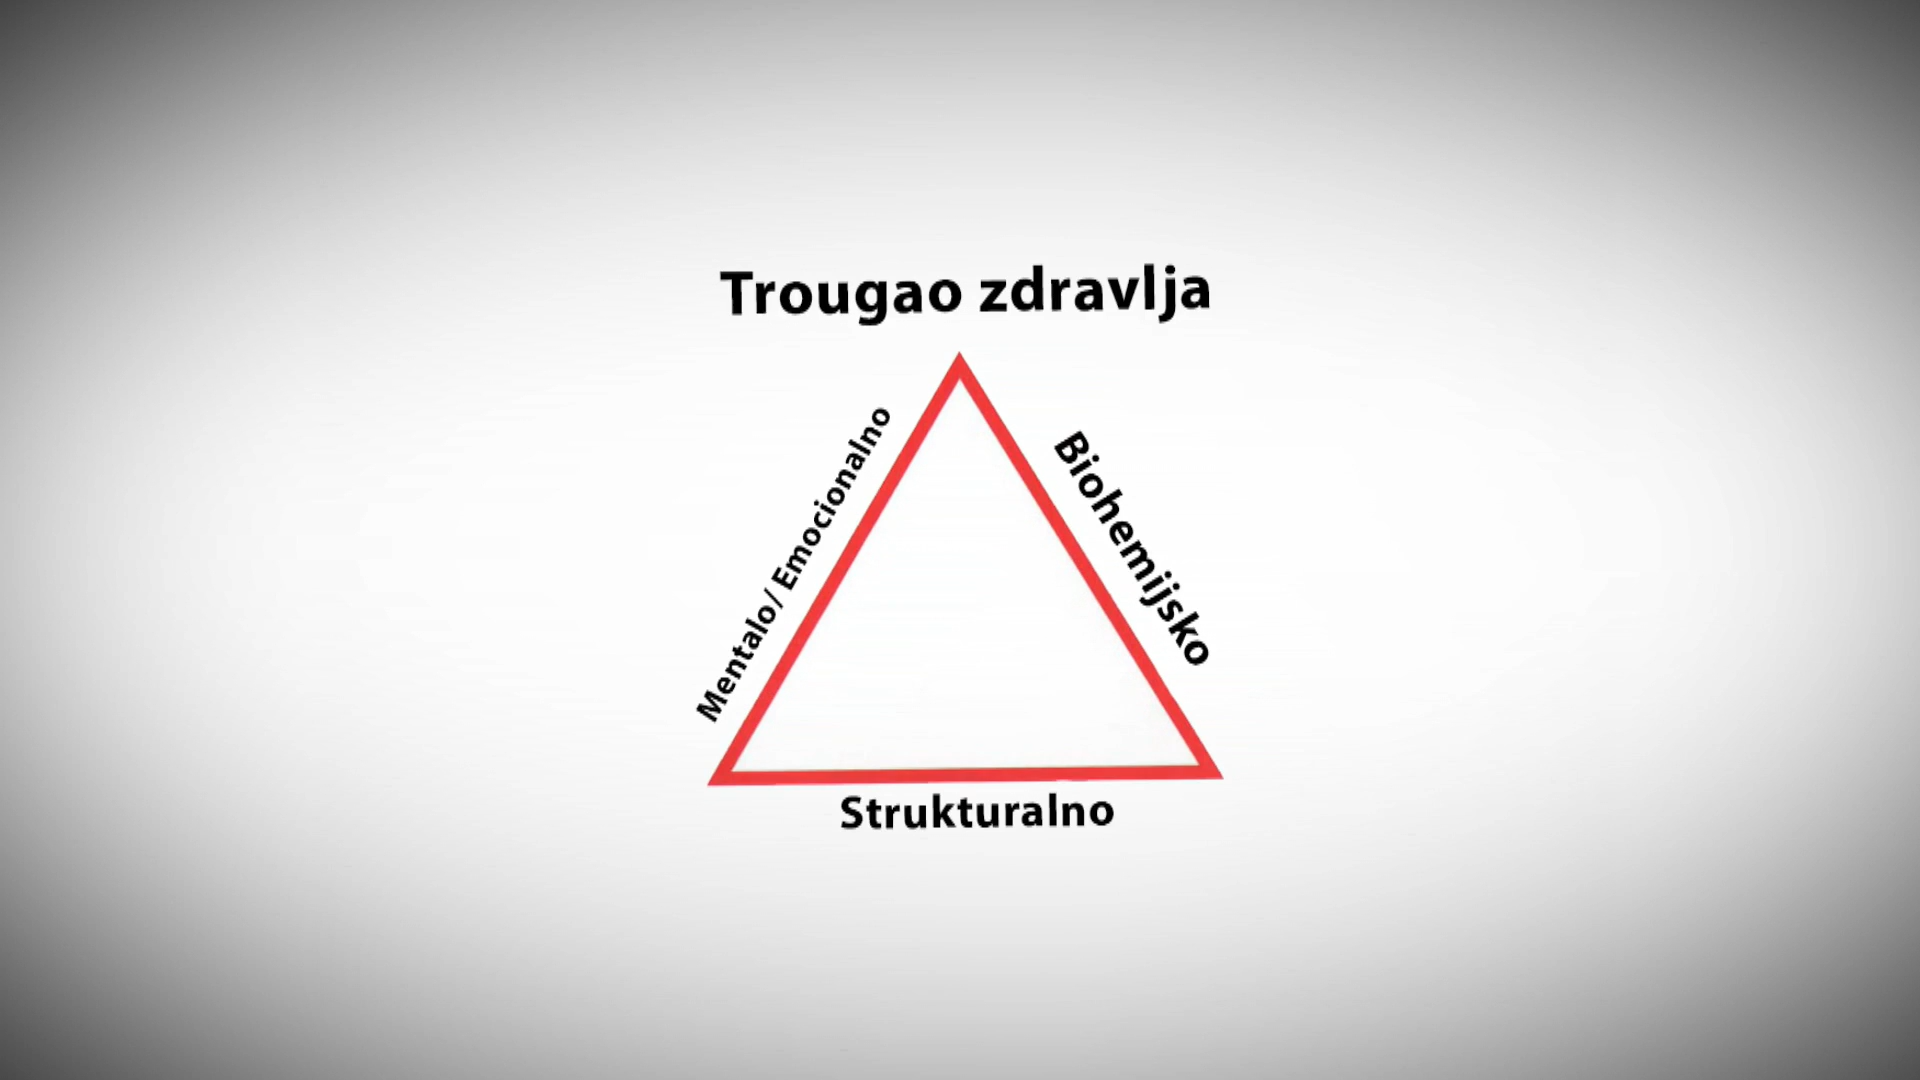 Trougao zdravlja
Mentalo/ Emocionalno
Biohemijsko
Strukturalno